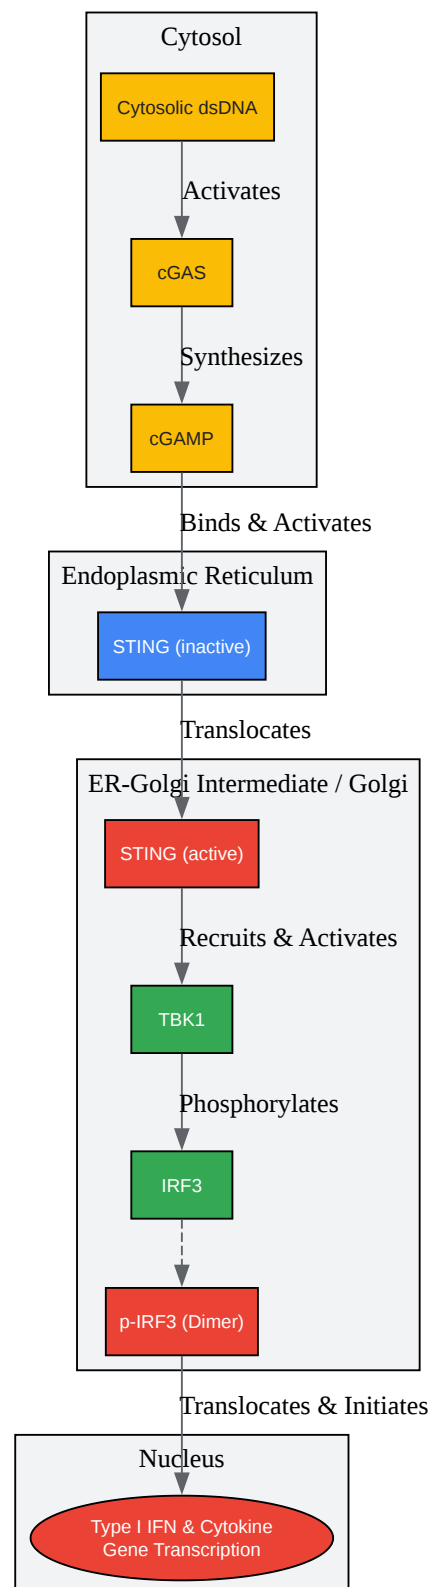 Cytosol
Cytosolic dsDNA
Activates
cGAS
Synthesizes
cGAMP
Binds & Activates
Endoplasmic Reticulum
STING (inactive)
Translocates
ER-Golgi Intermediate / Golgi
STING (active)
Recruits & Activates
TBK1
Phosphorylates
IRF3
p-IRF3 (Dimer)
Translocates & Initiates
Nucleus
Type I IFN & Cytokine
Gene Transcription